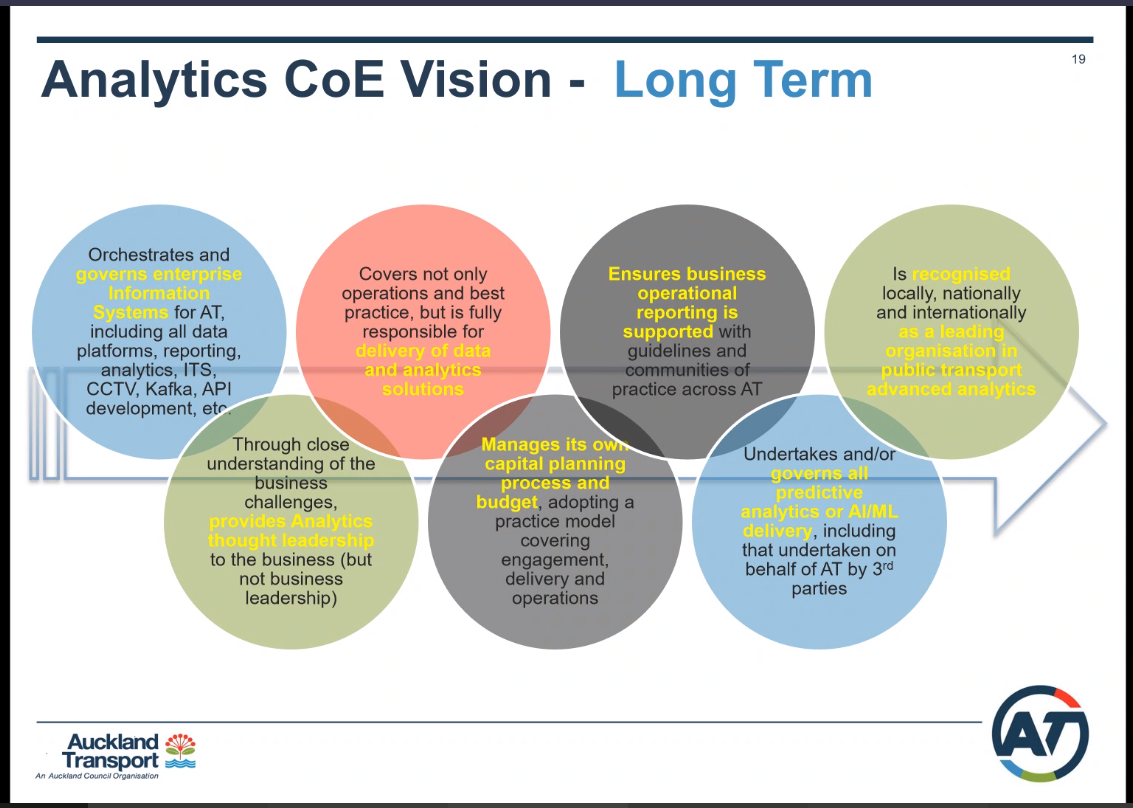 19
Analytics CoE Vision - Long Term
Orchestrates and
governs enterprise
Information
Systems for AT,
including all data
platforms, reporting,
analytics, ITS,
CCTV, Kafka, API
development, etc.
Through close
understanding of the
business
challenges,
provides Analytics
thought leadership
to the business (but
not business
leadership)
Covers not only
operations and best
practice, but is fully
responsible for
delivery of data
and analytics
solutions
Manages its own
capital planning
process and
budget, adopting a
practice model
covering
engagement,
delivery and
operations
Ensures business
operational
reporting is
supported with
guidelines and
communities of
practice across AT
Undertakes and/or
governs all
predictive
analytics or AI/ML
delivery, including
that undertaken on
behalf of AT by 3rd
parties
Is recognised
locally, nationally
and internationally
as a leading
organisation in
public transport
advanced analytics
Auckland
Transport
An Auckland Council Organisation
AT